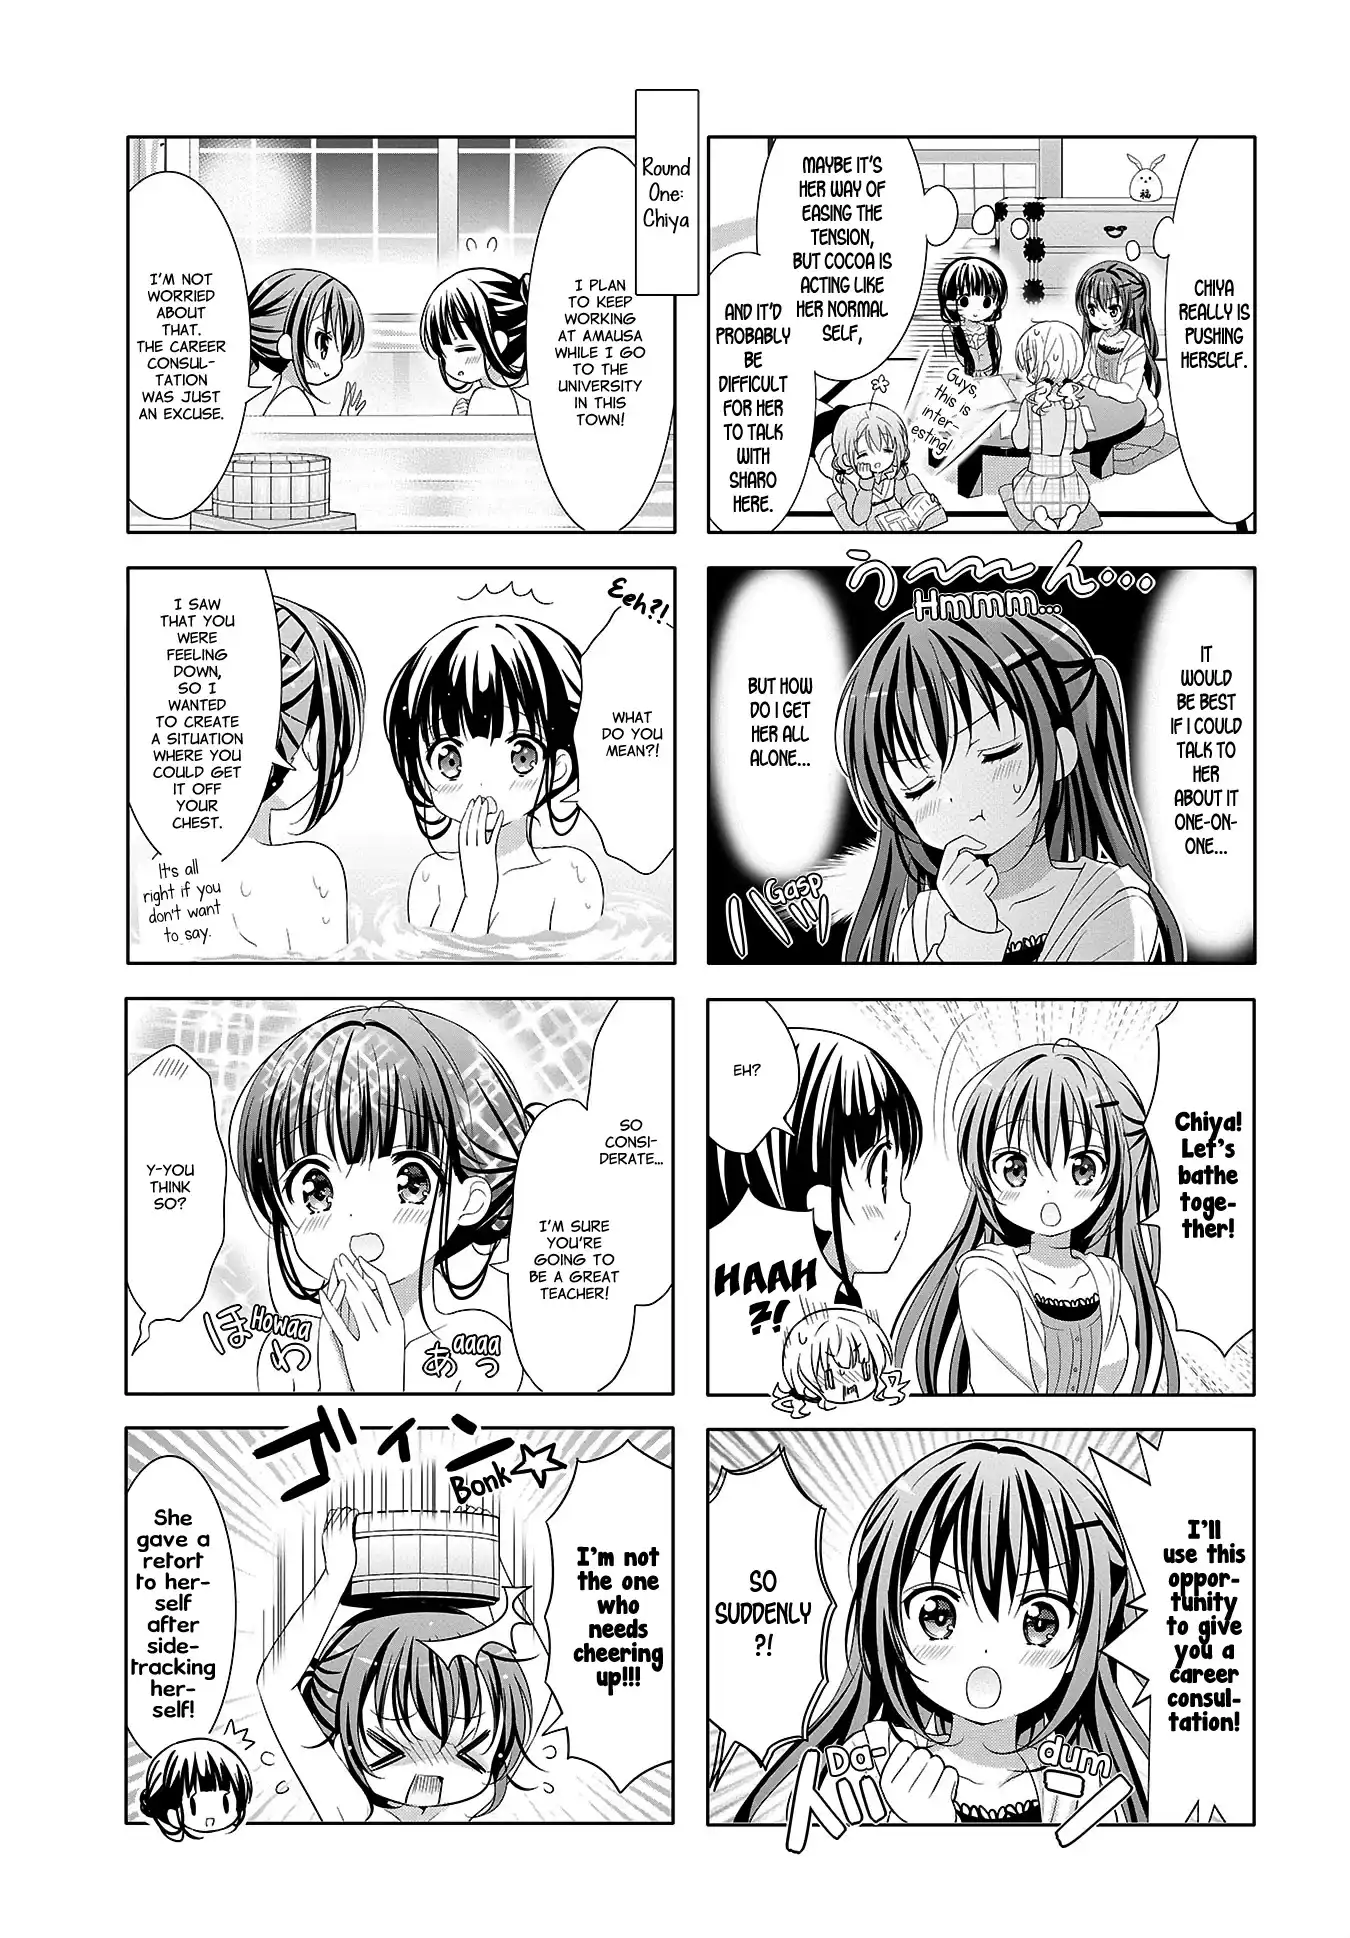 CHIYA
REALLY IS
PUSHING
HERSELF.
福
MAYBE IT'S
HER WAY OF
EASING THE
TENSION,
BUT COCOA IS
ACTING LIKE
HER NORMAL
SELF,
AND IT'D
PROBABLY
BE
DIFFICULT
FOR HER
TO TALK
WITH
SHARO
HERE.
Guys,
this is
inter-
esting!
う～～ん…
Hmmm...
IT
WOULD
BE BEST
IF I COULD
TALK TO
HER
ABOUT IT
ONE-ON-
ONE...
BUT HOW
DO I GET
HER ALL
ALONE...
Gasp
ハッ
Chiya!
Let's
bathe
toge-
ther!
EH?
HAAH
?!
I'll
use this
oppor-
tunity
to give
you a
career
consul-
tation!
SO
SUDDENLY
?!
Da-
dum
Round
One:
Chiya
I PLAN
TO KEEP
WORKING
AT AMAUSA
WHILE I GO
TO THE
UNIVERSITY
IN THIS
TOWN!
I'M NOT
WORRIED
ABOUT
THAT.
THE CAREER
CONSUL-
TATION
WAS JUST
AN EXCUSE.
Eeh?!
WHAT
DO YOU
MEAN?!
I SAW
THAT YOU
WERE
FEELING
DOWN,
SO I
WANTED
TO CREATE
A SITUATION
WHERE YOU
COULD GET
IT OFF
YOUR
CHEST.
It's all
right if you
don't want
to say.
SO
CONSI-
DERATE...
I'M SURE
YOU'RE
GOING TO
BE A GREAT
TEACHER!
Y-YOU
THINK
SO?
ほわあっ
Howaa
aaaa
ゴイン
Bonk
I'm not
the one
who
needs
cheering
up!!!
She
gave a
retort
to her-
self
after
side-
tracking
her-
self!